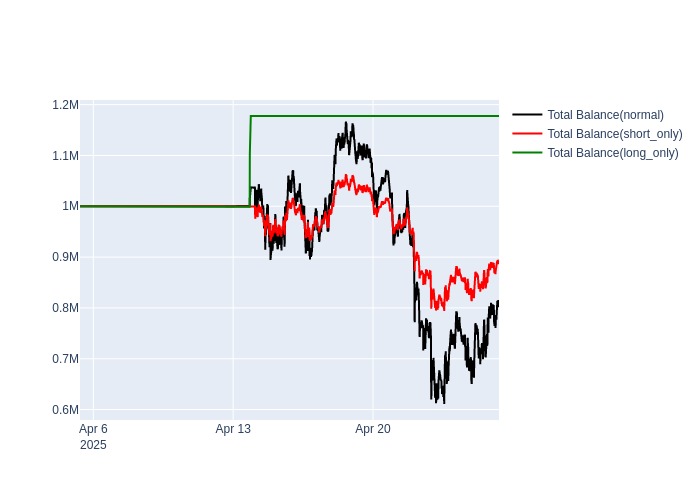 1.2M
1.1M
1M
0.9M
0.8M
0.7M
0.6M
Apr 6
2025
Apr 13
Apr 20
Total Balance(normal)
Total Balance(short_only)
Total Balance(long_only)